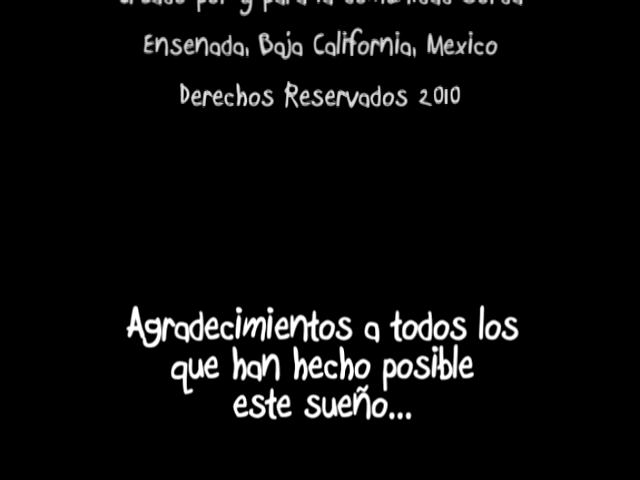 Ensenada, Baja California, Mexico
Derechos Reservados 2010
Agradecimientos a todos los
que han hecho posible
este sueño...